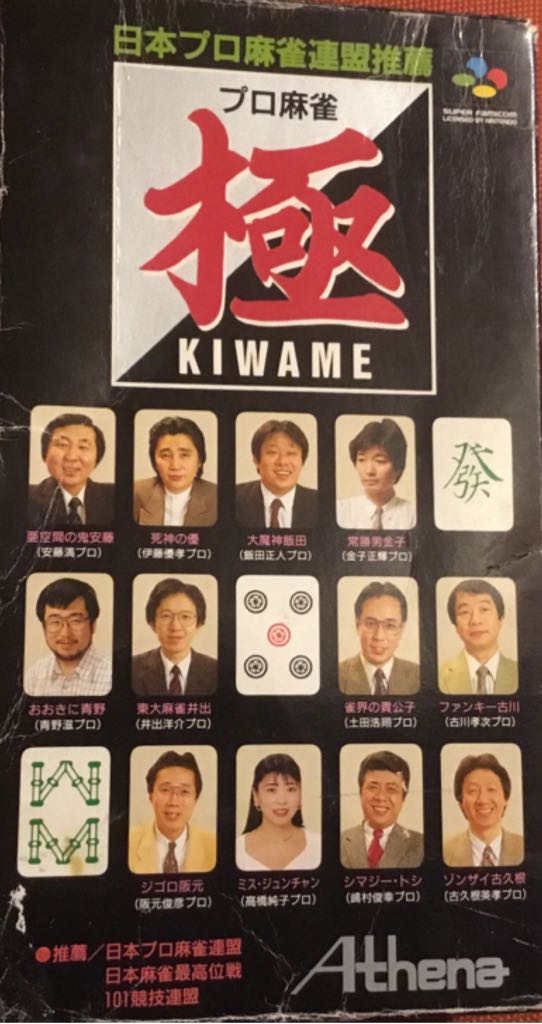 日本プロ麻雀連盟推薦
SUPER FAMICOM
LICENSED BY NINTENDO
プロ麻雀
極
KIWAME
發
亜空間の鬼安藤
(安藤満プロ)
死神の優
(伊藤優孝プロ)
大魔神飯田
(飯田正人プロ)
常勝男金子
(金子正輝プロ)
おおきに青野
(青野滋プロ)
東大麻雀井出
(井出洋介プロ)
雀界の貴公子
(土田浩翔プロ)
ファンキー古川
(古川孝次プロ)
ジゴロ阪元
(阪元俊彦プロ)
ミス・ジュンチャン
(高橋純子プロ)
シマジー・トシ
(嶋村俊幸プロ)
ゾンザイ古久根
(古久根英孝プロ)
●推薦/日本プロ麻雀連盟
日本麻雀最高位戦
101競技連盟
Athena